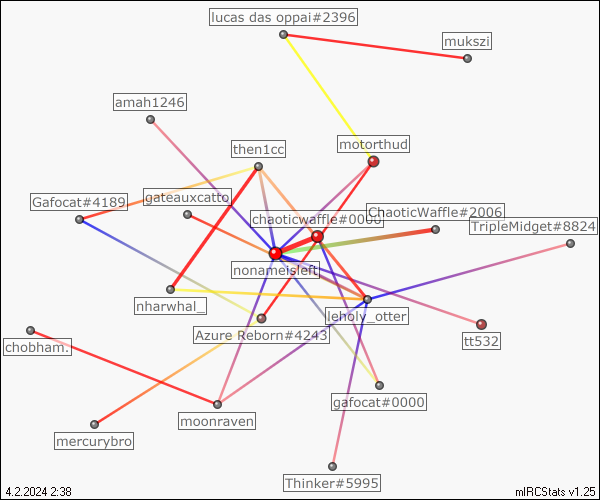 lucas das oppai#2396
mukszi
amah1246
then1cc
motorthud
Gafocat#4189
gateauxcatto
chaoticwaffle#0000
ChaoticWaffle#2006
TripleMidget#8824
nonameisleft
nharwhal_
leholy_otter
Azure Reborn#4243
tt532
chobham.
gafocat#0000
moonraven
mercurybro
Thinker#5995
4.2.2024 2:38
mIRCStats v1.25